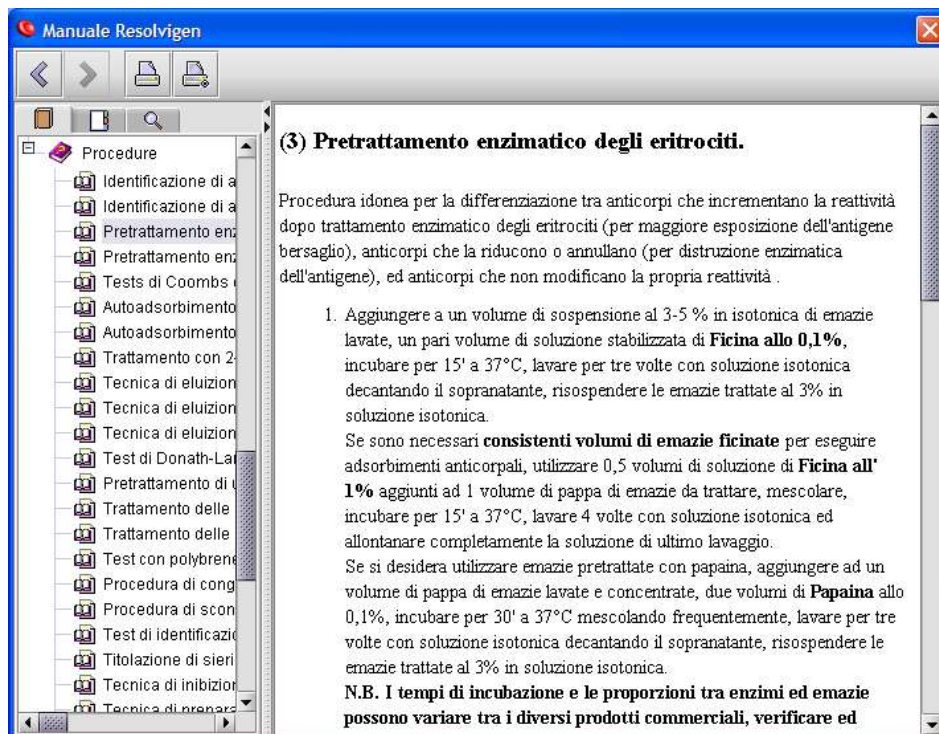 Manuale Resolvigen
Procedure
Identificazione di a
Identificazione di a
Pretrattamento enz
Pretrattamento enz
Tests di Coombs
Autoadsorbimento
Autoadsorbimento
Trattamento con 2-
Tecnica di eluizion
Tecnica di eluizion
Tecnica di eluizion
Test di Donath-Lan
Pretrattamento di
Trattamento delle
Trattamento delle
Test con polybrene
Procedura di cong
Procedura di scon
Test di identificazio
Titolazione di sieri
Tecnica di inibizion
Tecnica di prepara
(3) Pretrattamento enzimatico degli eritrociti.
Procedura idonea per la differenziazione tra anticorpi che incrementano la reattività
dopo trattamento enzimatico degli eritrociti (per maggiore esposizione dell'antigene
bersaglio), anticorpi che la riducono o annullano (per distruzione enzimatica
dell'antigene), ed anticorpi che non modificano la propria reattività .
1. Aggiungere a un volume di sospensione al 3-5 % in isotonica di emazie
lavate, un pari volume di soluzione stabilizzata di Ficina allo 0,1%,
incubare per 15' a 37°C, lavare per tre volte con soluzione isotonica
decantando il sopranatante, risospendere le emazie trattate al 3% in
soluzione isotonica.
Se sono necessari consistenti volumi di emazie ficinate per eseguire
adsorbimenti anticorpali, utilizzare 0,5 volumi di soluzione di Ficina all'
1% aggiunti ad 1 volume di pappa di emazie da trattare, mescolare,
incubare per 15' a 37°C, lavare 4 volte con soluzione isotonica ed
allontanare completamente la soluzione di ultimo lavaggio.
Se si desidera utilizzare emazie pretrattate con papaina, aggiungere ad un
volume di pappa di emazie lavate e concentrate, due volumi di Papaina allo
0,1%, incubare per 30' a 37°C mescolando frequentemente, lavare per tre
volte con soluzione isotonica decantando il sopranatante, risospendere le
emazie trattate al 3% in soluzione isotonica.
N.B. I tempi di incubazione e le proporzioni tra enzimi ed emazie
possono variare tra i diversi prodotti commerciali, verificare ed